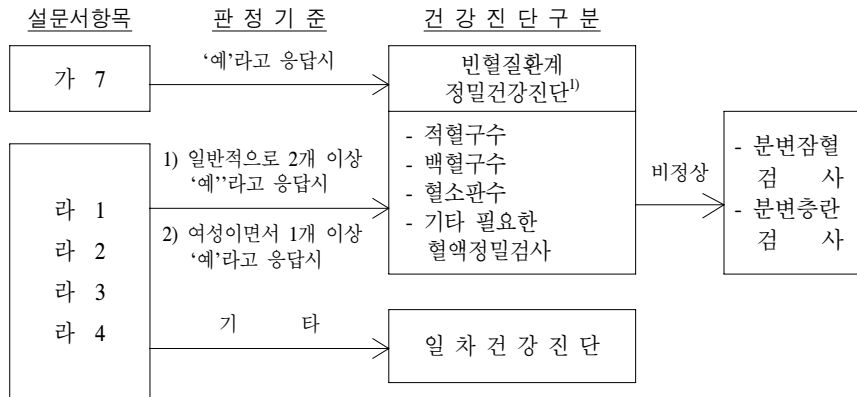 설문서항목 판 정 기 준 건 강 진 단 구 분
가 7
‘예’라고 응답시
빈혈질환계
정밀건강진단1)
- 적혈구수
- 백혈구수
- 혈소판수
- 기타 필요한
혈액정밀검사
라 1
라 2
라 3
라 4
1) 일반적으로 2개 이상
‘예’’라고 응답시
2) 여성이면서 1개 이상
‘예’라고 응답시
비정상
- 분변잠혈
검 사
- 분변층란
검 사
기 타
일 차 건 강 진 단